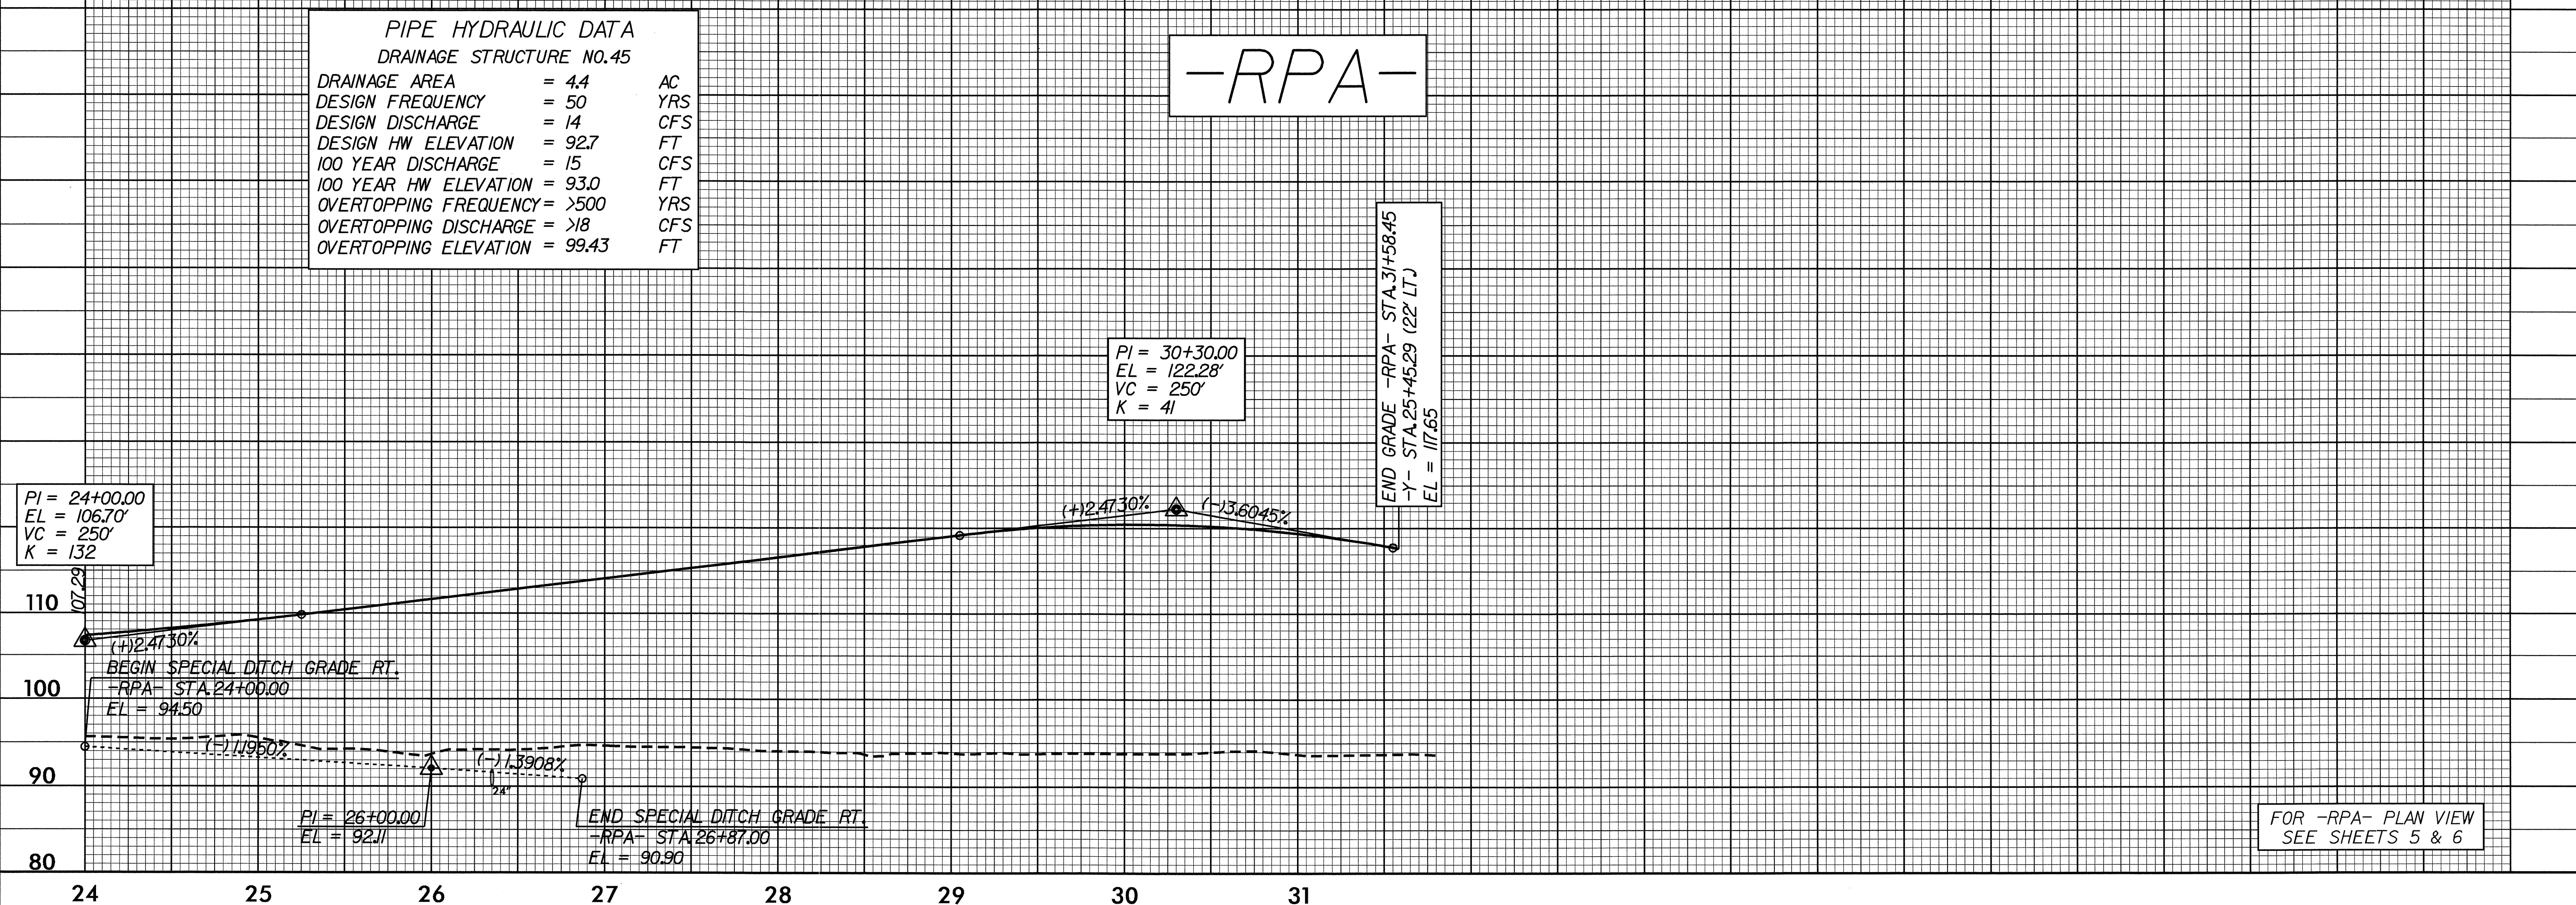 PIPE HYDRAULIC DATA
DRAINAGE STRUCTURE NO. 45
DRAINAGE AREA = 4.4 AC
DESIGN FREQUENCY = 50 YRS
DESIGN DISCHARGE = 14 CFS
DESIGN HW ELEVATION = 92.7 FT
100 YEAR DISCHARGE = 15 CFS
100 YEAR HW ELEVATION = 93.0 FT
OVERTOPPING FREQUENCY = >500 YRS
OVERTOPPING DISCHARGE = >18 CFS
OVERTOPPING ELEVATION = 99.43 FT
-RPA-
END GRADE -RPA- STA. 31+58.45
-Y- STA. 25+45.29 (22' LT.)
EL = 117.65
PI = 30+30.00
EL = 122.28'
VC = 250'
K = 41
PI = 24+00.00
EL = 106.70'
VC = 250'
K = 132
107.29
(+)2.4730%
(-)3.6045%
110
(+)2.4730%
BEGIN SPECIAL DITCH GRADE RT.
-RPA- STA. 24+00.00
EL = 94.50
100
(-)1.1950%
(-)1.3908%
90
24"
PI = 26+00.00
EL = 92.11
END SPECIAL DITCH GRADE RT.
-RPA- STA. 26+87.00
EL = 90.90
FOR -RPA- PLAN VIEW
SEE SHEETS 5 & 6
80
24 25 26 27 28 29 30 31